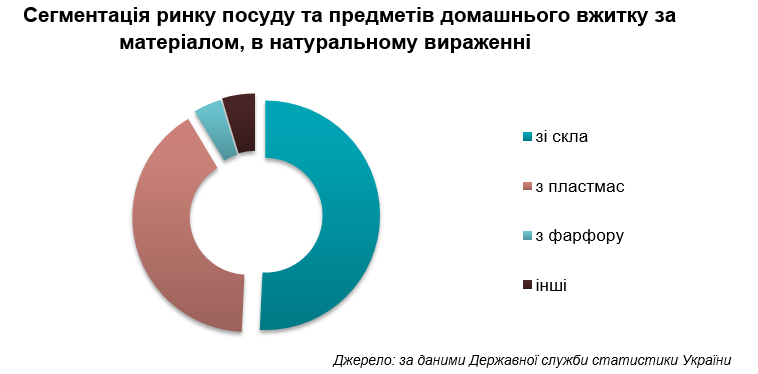 Сегментація ринку посуду та предметів домашнього вжитку за
матеріалом, в натуральному вираженні
зі скла
з пластмас
з фарфору
інші
Джерело: за даними Державної служби статистики України